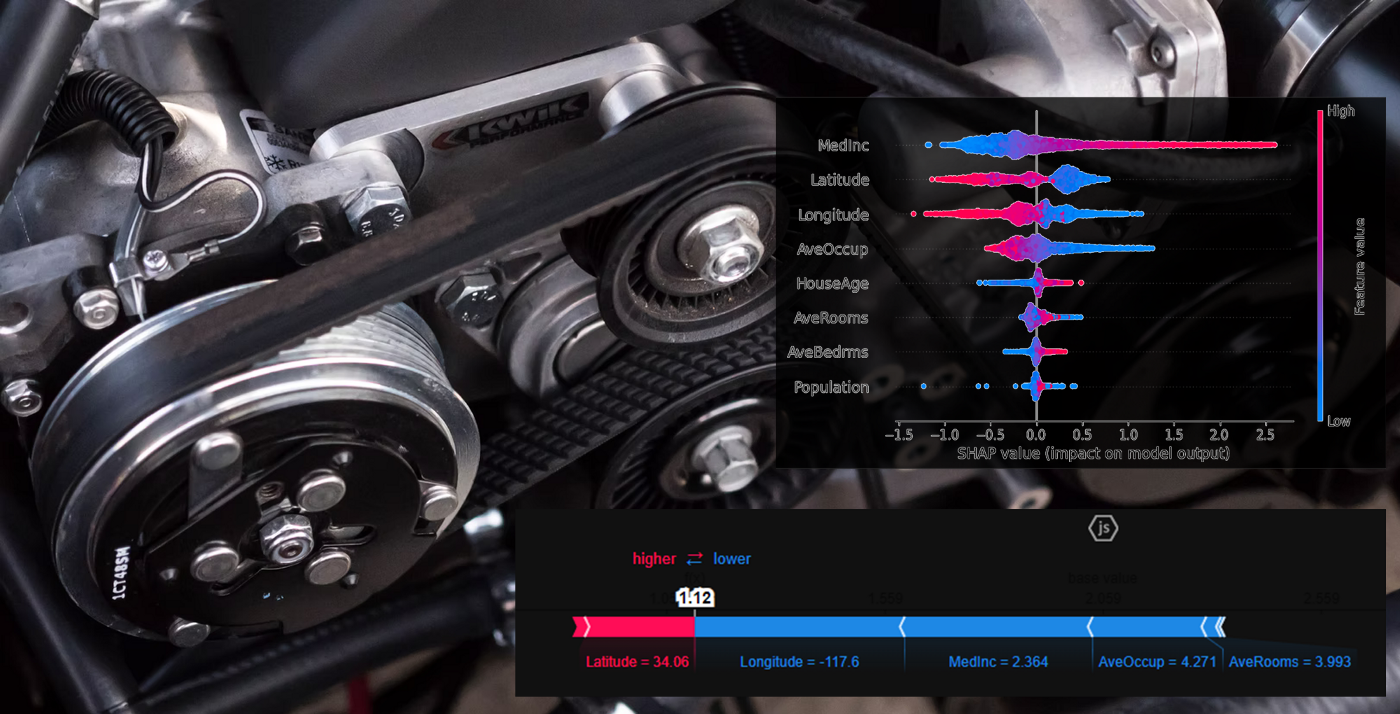 KWIK
PERFORMANCE
1CT48SM
High
MedInc
Latitude
Longitude
AveOccup
HouseAge
AveRooms
AveBedrms
Population
Feature value
Low
−1.5 −1.0 −0.5 0.0 0.5 1.0 1.5 2.0 2.5
SHAP value (impact on model output)
js
higher lower
base value
1.12 1.559 2.059 2.559
Latitude = 34.06 Longitude = -117.6 MedInc = 2.364 AveOccup = 4.271 AveRooms = 3.993